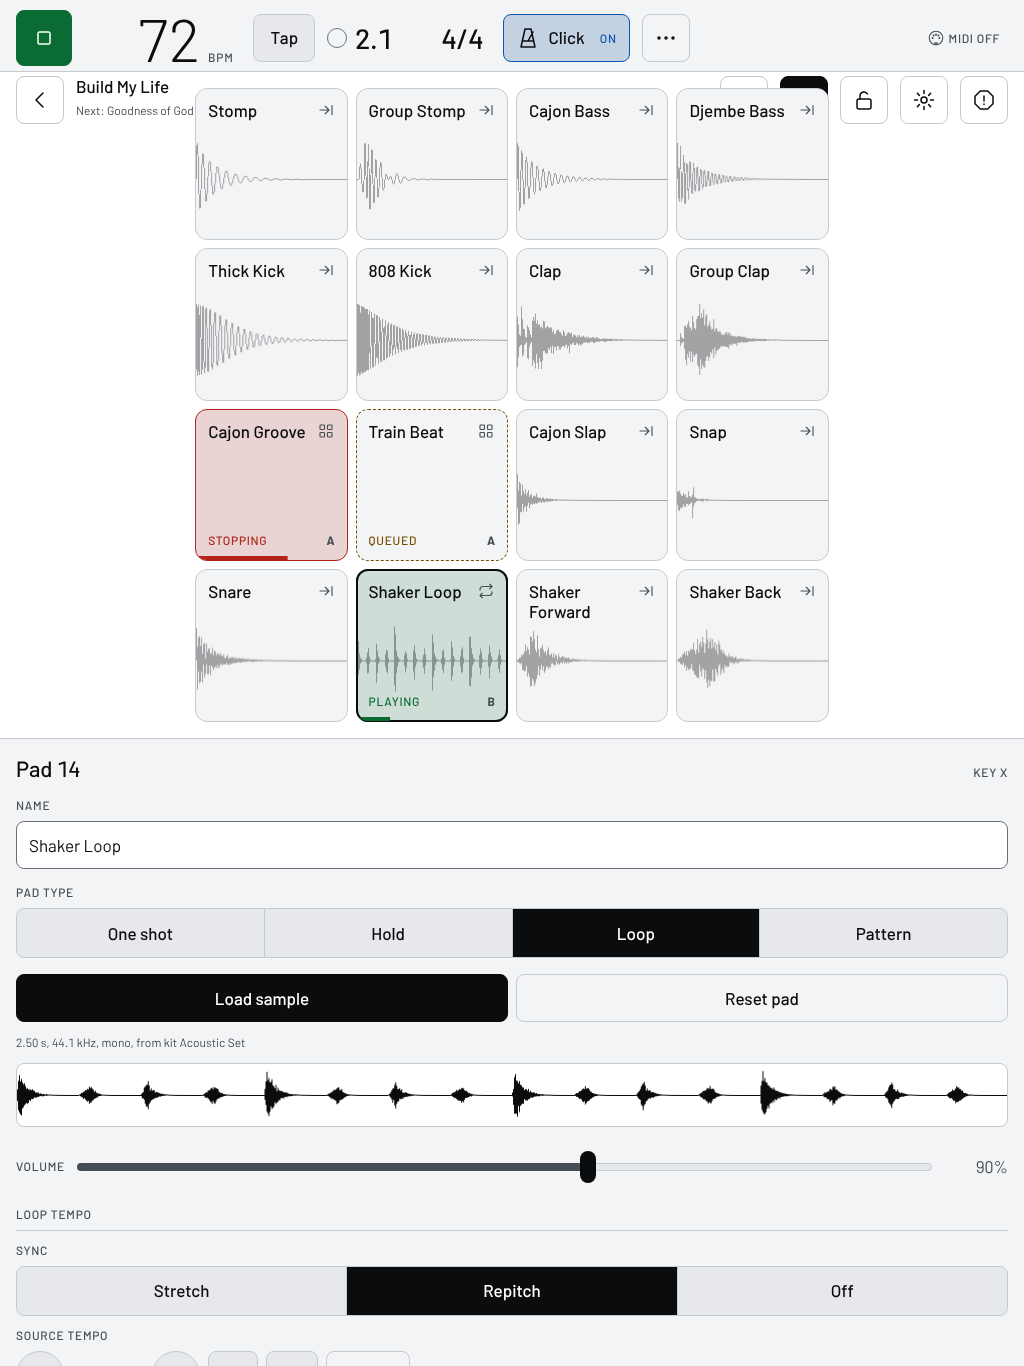 72 BPM Tap 2.1 4/4 Click ON MIDI OFF
Build My Life
Next: Goodness of God
Stomp Group Stomp Cajon Bass Djembe Bass
Thick Kick 808 Kick Clap Group Clap
Cajon Groove Train Beat Cajon Slap Snap
STOPPING A QUEUED A
Snare Shaker Loop Shaker Shaker Back
Forward
PLAYING B
Pad 14 KEY X
NAME
Shaker Loop
PAD TYPE
One shot Hold Loop Pattern
Load sample Reset pad
2.50 s, 44.1 kHz, mono, from kit Acoustic Set
VOLUME 90%
LOOP TEMPO
SYNC
Stretch Repitch Off
SOURCE TEMPO